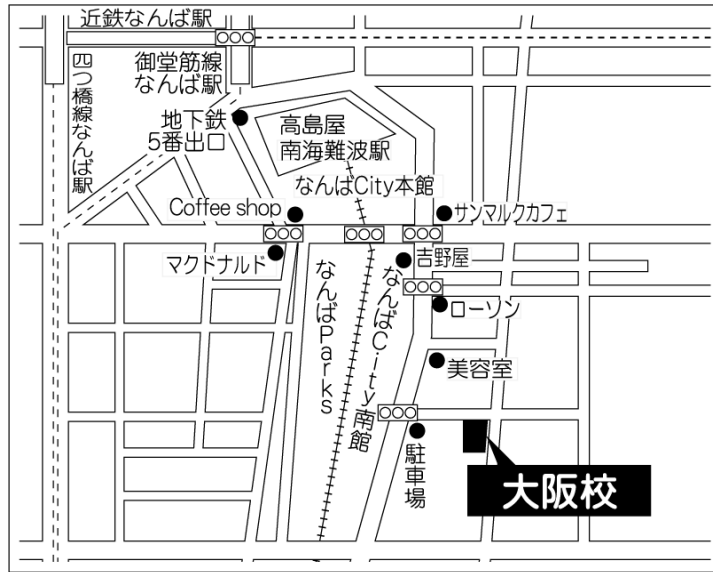 近鉄なんば駅
四つ橋線なんば駅
御堂筋線
なんば駅
地下鉄
5番出口
高島屋
南海難波駅
なんばCity本館
Coffee shop
サンマルクカフェ
マクドナルド
なんばParks
なんばCity南館
吉野屋
ローソン
美容室
駐車場
大阪校